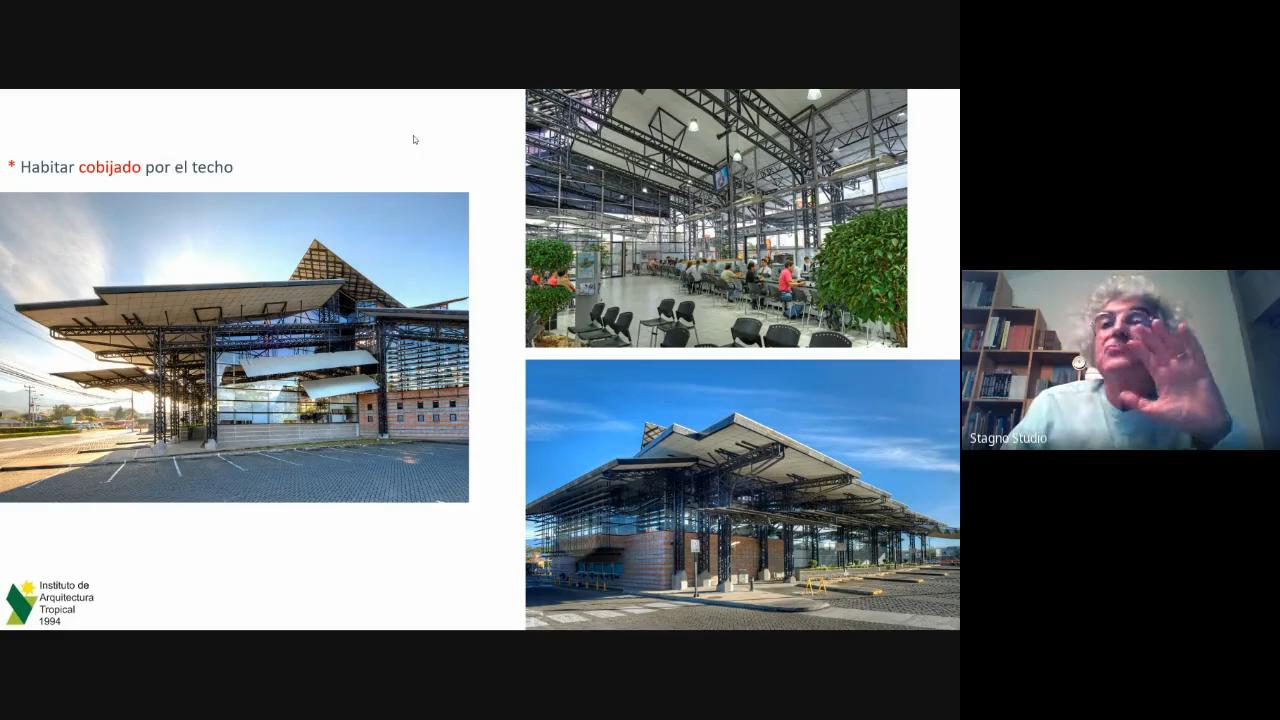 * Habitar cobijado por el techo
Instituto de
Arquitectura
Tropical
1994
Stagno Studio